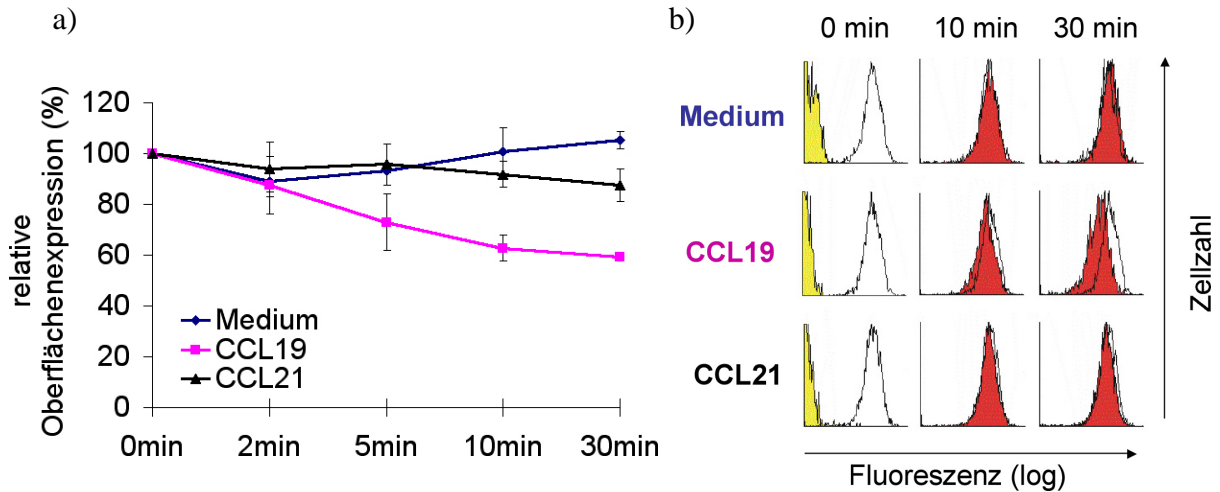 a)
relative
Oberflächenexpression (%)
120
100
80
60
40
20
0
0min 2min 5min 10min 30min
Medium
CCL19
CCL21
b)
0 min 10 min 30 min
Medium
CCL19
CCL21
Zellzahl
Fluoreszenz (log)